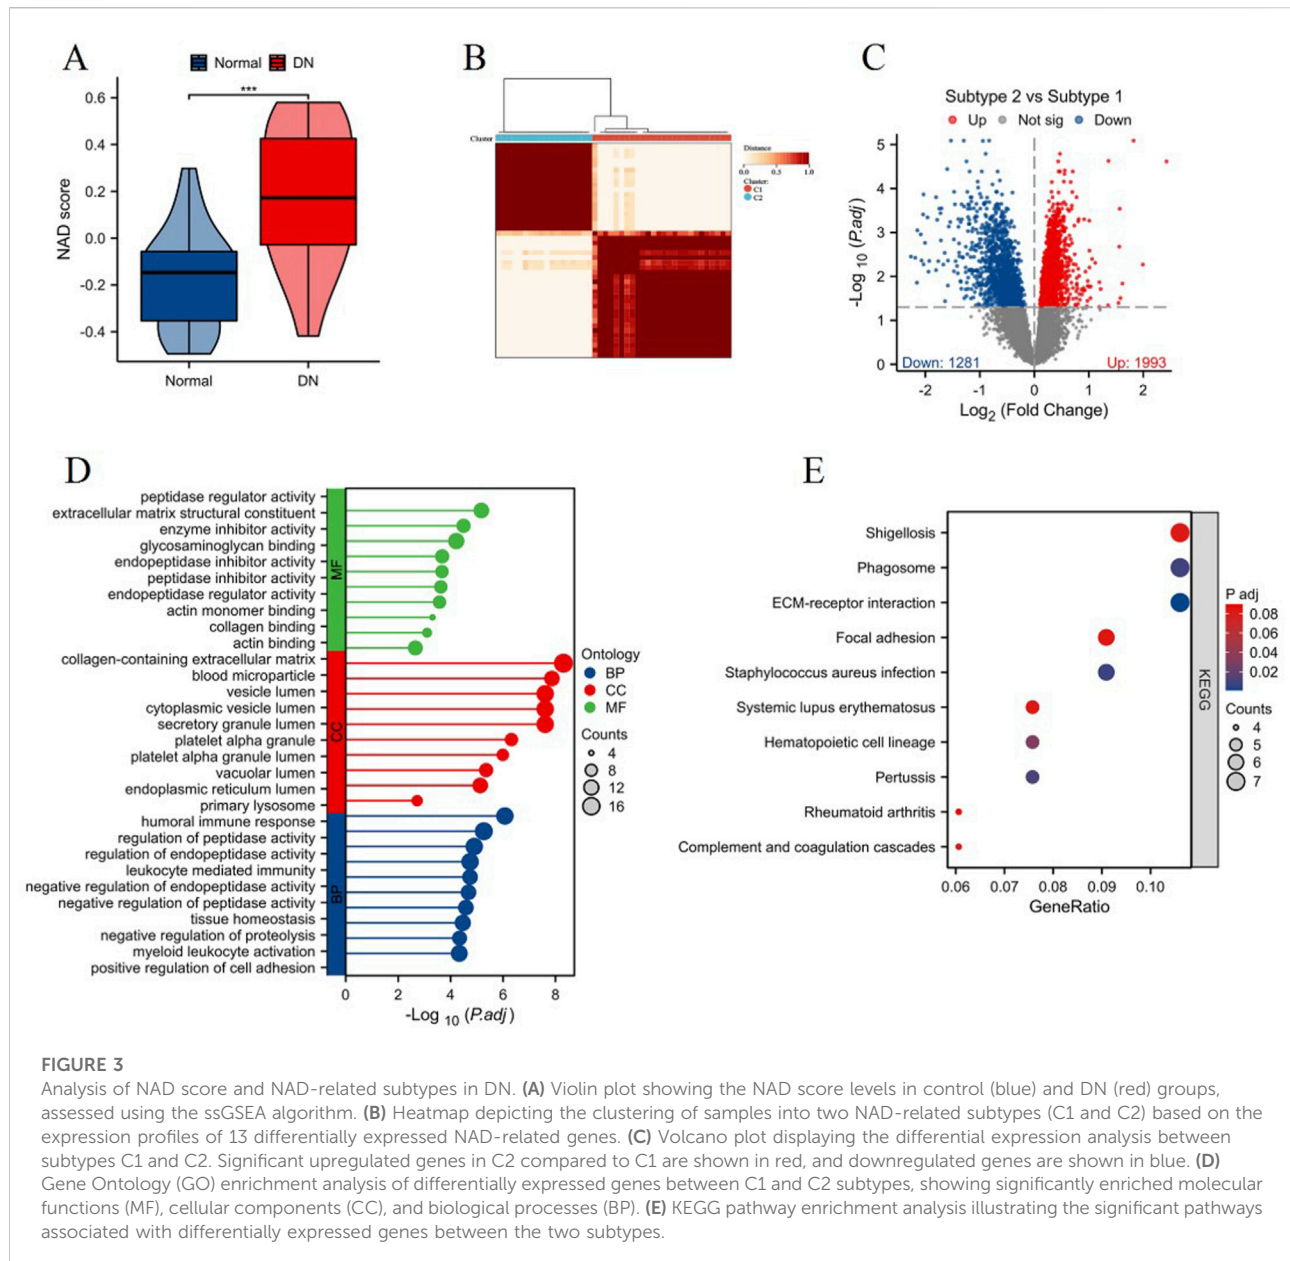 A
Normal DN
***
NAD score
0.6
0.4
0.2
0.0
-0.2
-0.4
Normal DN
B
Cluster
Distance
0.0 0.5 1.0
Cluster:
C1
C2
C
Subtype 2 vs Subtype 1
Up Not sig Down
-Log 10 (P.adj)
5
4
3
2
1
0
Down: 1281 Up: 1993
-2 -1 0 1 2
Log2 (Fold Change)
D
peptidase regulator activity
extracellular matrix structural constituent
enzyme inhibitor activity
glycosaminoglycan binding
endopeptidase inhibitor activity
peptidase inhibitor activity
endopeptidase regulator activity
actin monomer binding
collagen binding
actin binding
collagen-containing extracellular matrix
blood microparticle
vesicle lumen
cytoplasmic vesicle lumen
secretory granule lumen
platelet alpha granule
platelet alpha granule lumen
vacuolar lumen
endoplasmic reticulum lumen
primary lysosome
humoral immune response
regulation of peptidase activity
regulation of endopeptidase activity
leukocyte mediated immunity
negative regulation of endopeptidase activity
negative regulation of peptidase activity
tissue homeostasis
negative regulation of proteolysis
myeloid leukocyte activation
positive regulation of cell adhesion
MF
CC
BP
0 2 4 6 8
-Log 10 (P.adj)
Ontology
BP
CC
MF
Counts
4
8
12
16
E
Shigellosis
Phagosome
ECM-receptor interaction
Focal adhesion
Staphylococcus aureus infection
Systemic lupus erythematosus
Hematopoietic cell lineage
Pertussis
Rheumatoid arthritis
Complement and coagulation cascades
0.06 0.07 0.08 0.09 0.10
GeneRatio
KEGG
P adj
0.08
0.06
0.04
0.02
Counts
4
5
6
7
FIGURE 3
Analysis of NAD score and NAD-related subtypes in DN. (A) Violin plot showing the NAD score levels in control (blue) and DN (red) groups,
assessed using the ssGSEA algorithm. (B) Heatmap depicting the clustering of samples into two NAD-related subtypes (C1 and C2) based on the
expression profiles of 13 differentially expressed NAD-related genes. (C) Volcano plot displaying the differential expression analysis between
subtypes C1 and C2. Significant upregulated genes in C2 compared to C1 are shown in red, and downregulated genes are shown in blue. (D)
Gene Ontology (GO) enrichment analysis of differentially expressed genes between C1 and C2 subtypes, showing significantly enriched molecular
functions (MF), cellular components (CC), and biological processes (BP). (E) KEGG pathway enrichment analysis illustrating the significant pathways
associated with differentially expressed genes between the two subtypes.